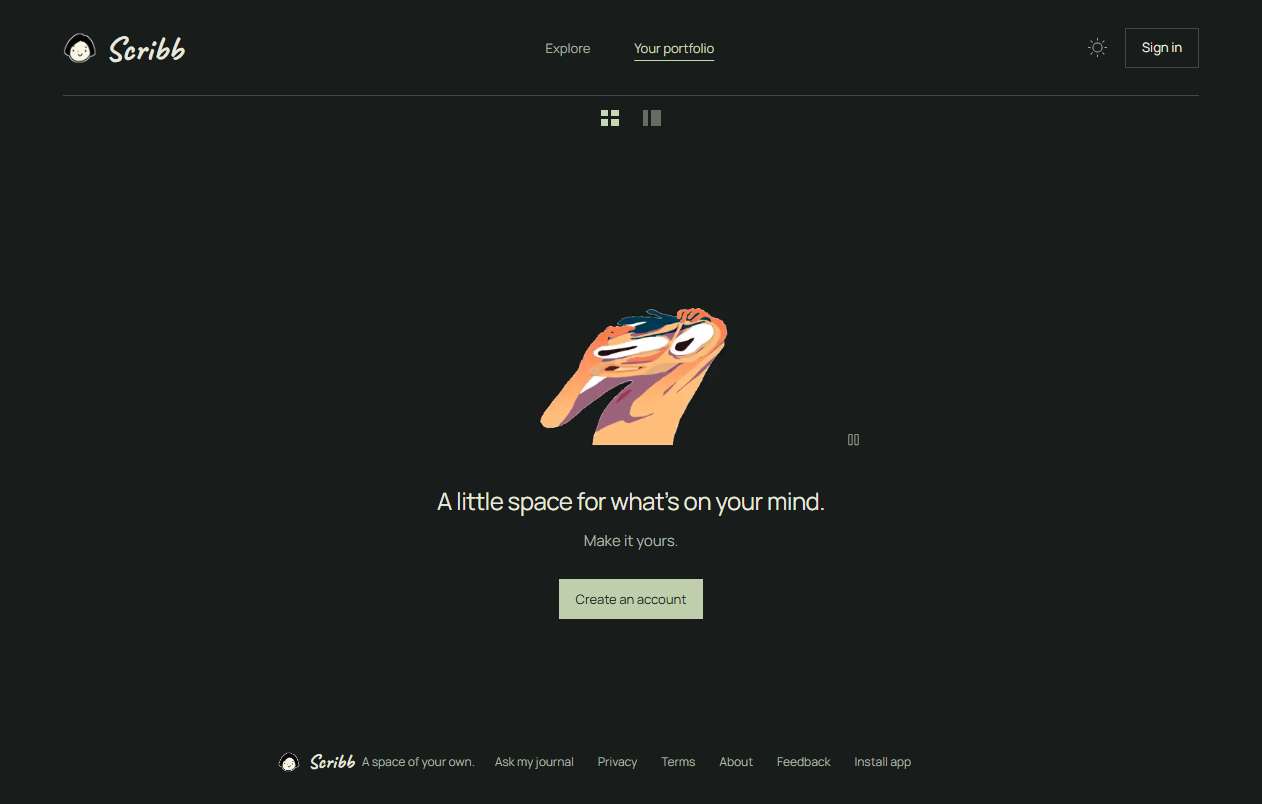 Scribb
Explore
Your portfolio
Sign in
A little space for what's on your mind.
Make it yours.
Create an account
Scribb A space of your own. Ask my journal Privacy Terms About Feedback Install app